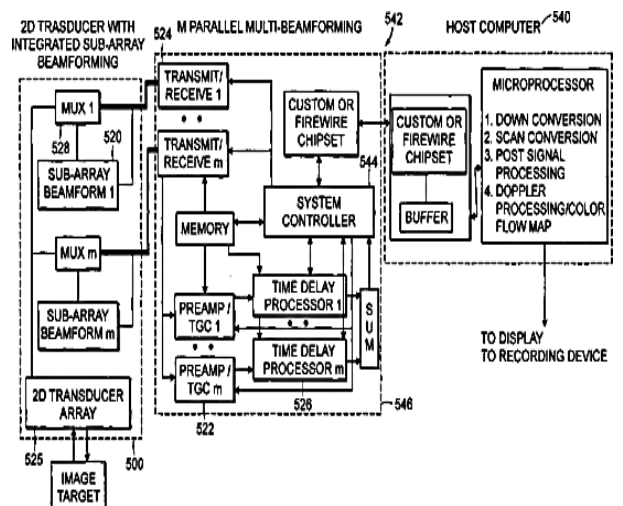 2D TRASDUCER WITH
INTEGRATED SUB-ARRAY
BEAMFORMING
MUX 1
528
520
SUB-ARRAY
BEAMFORM 1
MUX m
SUB-ARRAY
BEAMFORM m
2D TRANSDUCER
ARRAY
525
500
IMAGE
TARGET
M PARALLEL MULTI-BEAMFORMING
542
524
TRANSMIT/
RECEIVE 1
TRANSMIT/
RECEIVE m
CUSTOM OR
FIREWIRE
CHIPSET
544
SYSTEM
CONTROLLER
MEMORY
TIME DELAY
PROCESSOR 1
PREAMP /
TGC 1
SUM
TIME DELAY
PROCESSOR m
PREAMP /
TGC m
522
526
546
HOST COMPUTER
540
CUSTOM OR
FIREWIRE
CHIPSET
BUFFER
MICROPROCESSOR
1. DOWN CONVERSION
2. SCAN CONVERSION
3. POST SIGNAL
PROCESSING
4. DOPPLER
PROCESSING/COLOR
FLOW MAP
TO DISPLAY
TO RECORDING DEVICE